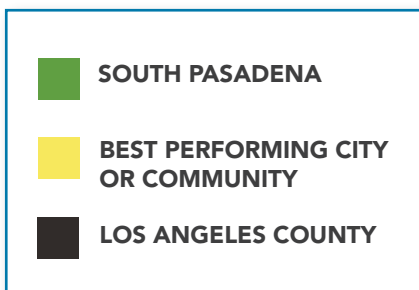 SOUTH PASADENA
BEST PERFORMING CITY
OR COMMUNITY
LOS ANGELES COUNTY